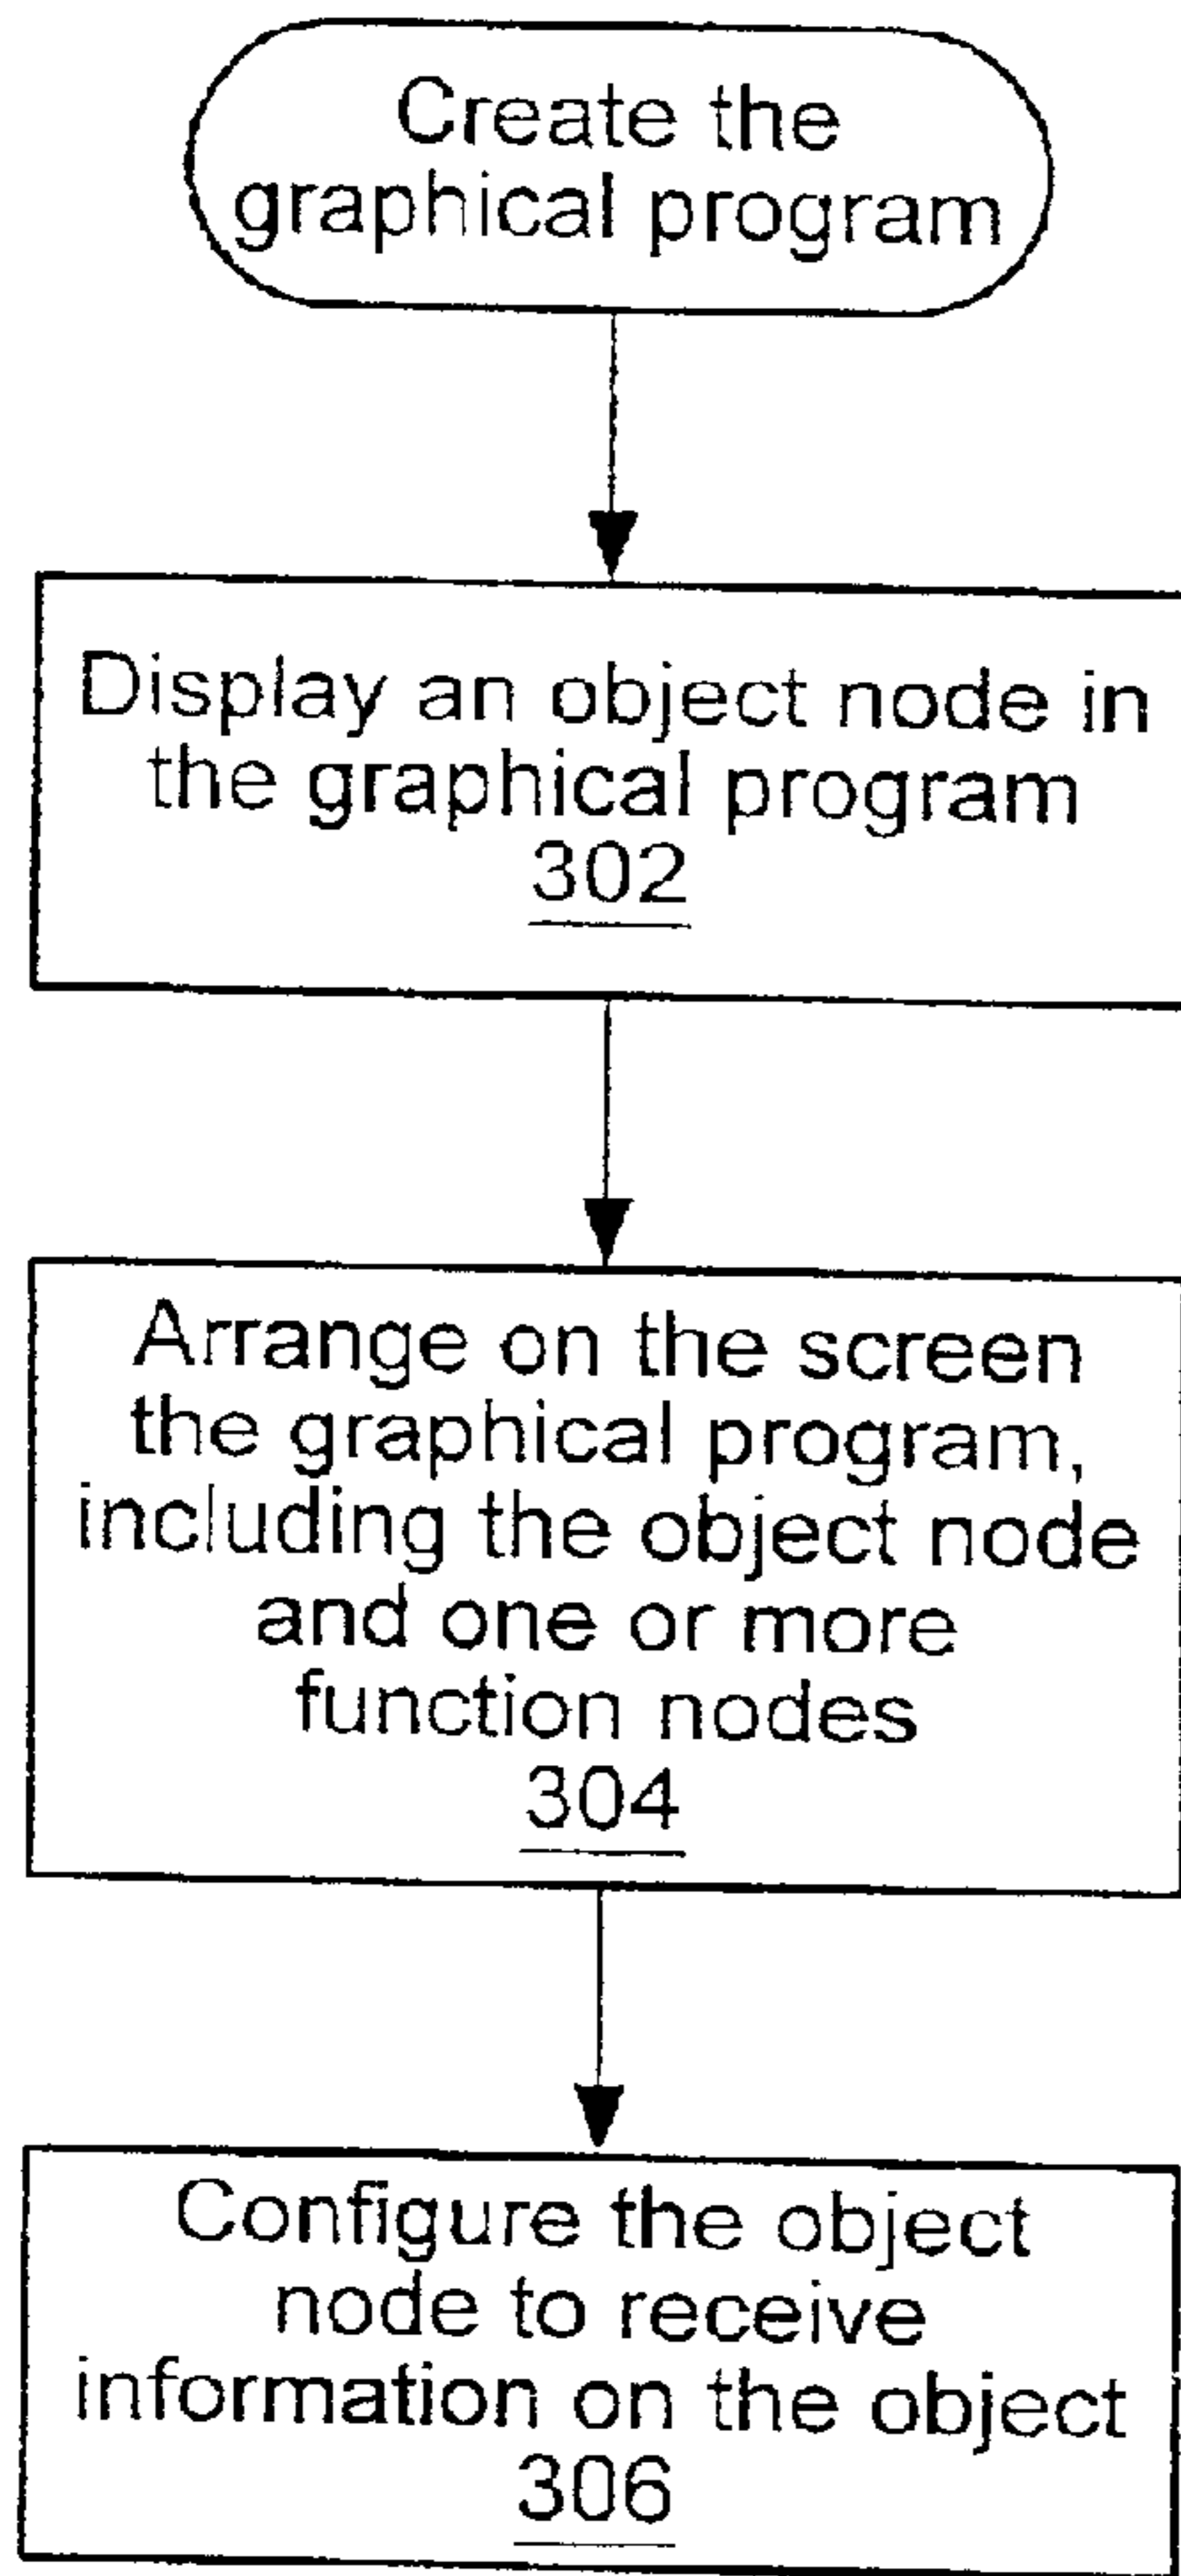 Create the
graphical program
Display an object node in
the graphical program
302
Arrange on the screen
the graphical program,
including the object node
and one or more
function nodes
304
Configure the object
node to receive
information on the object
306